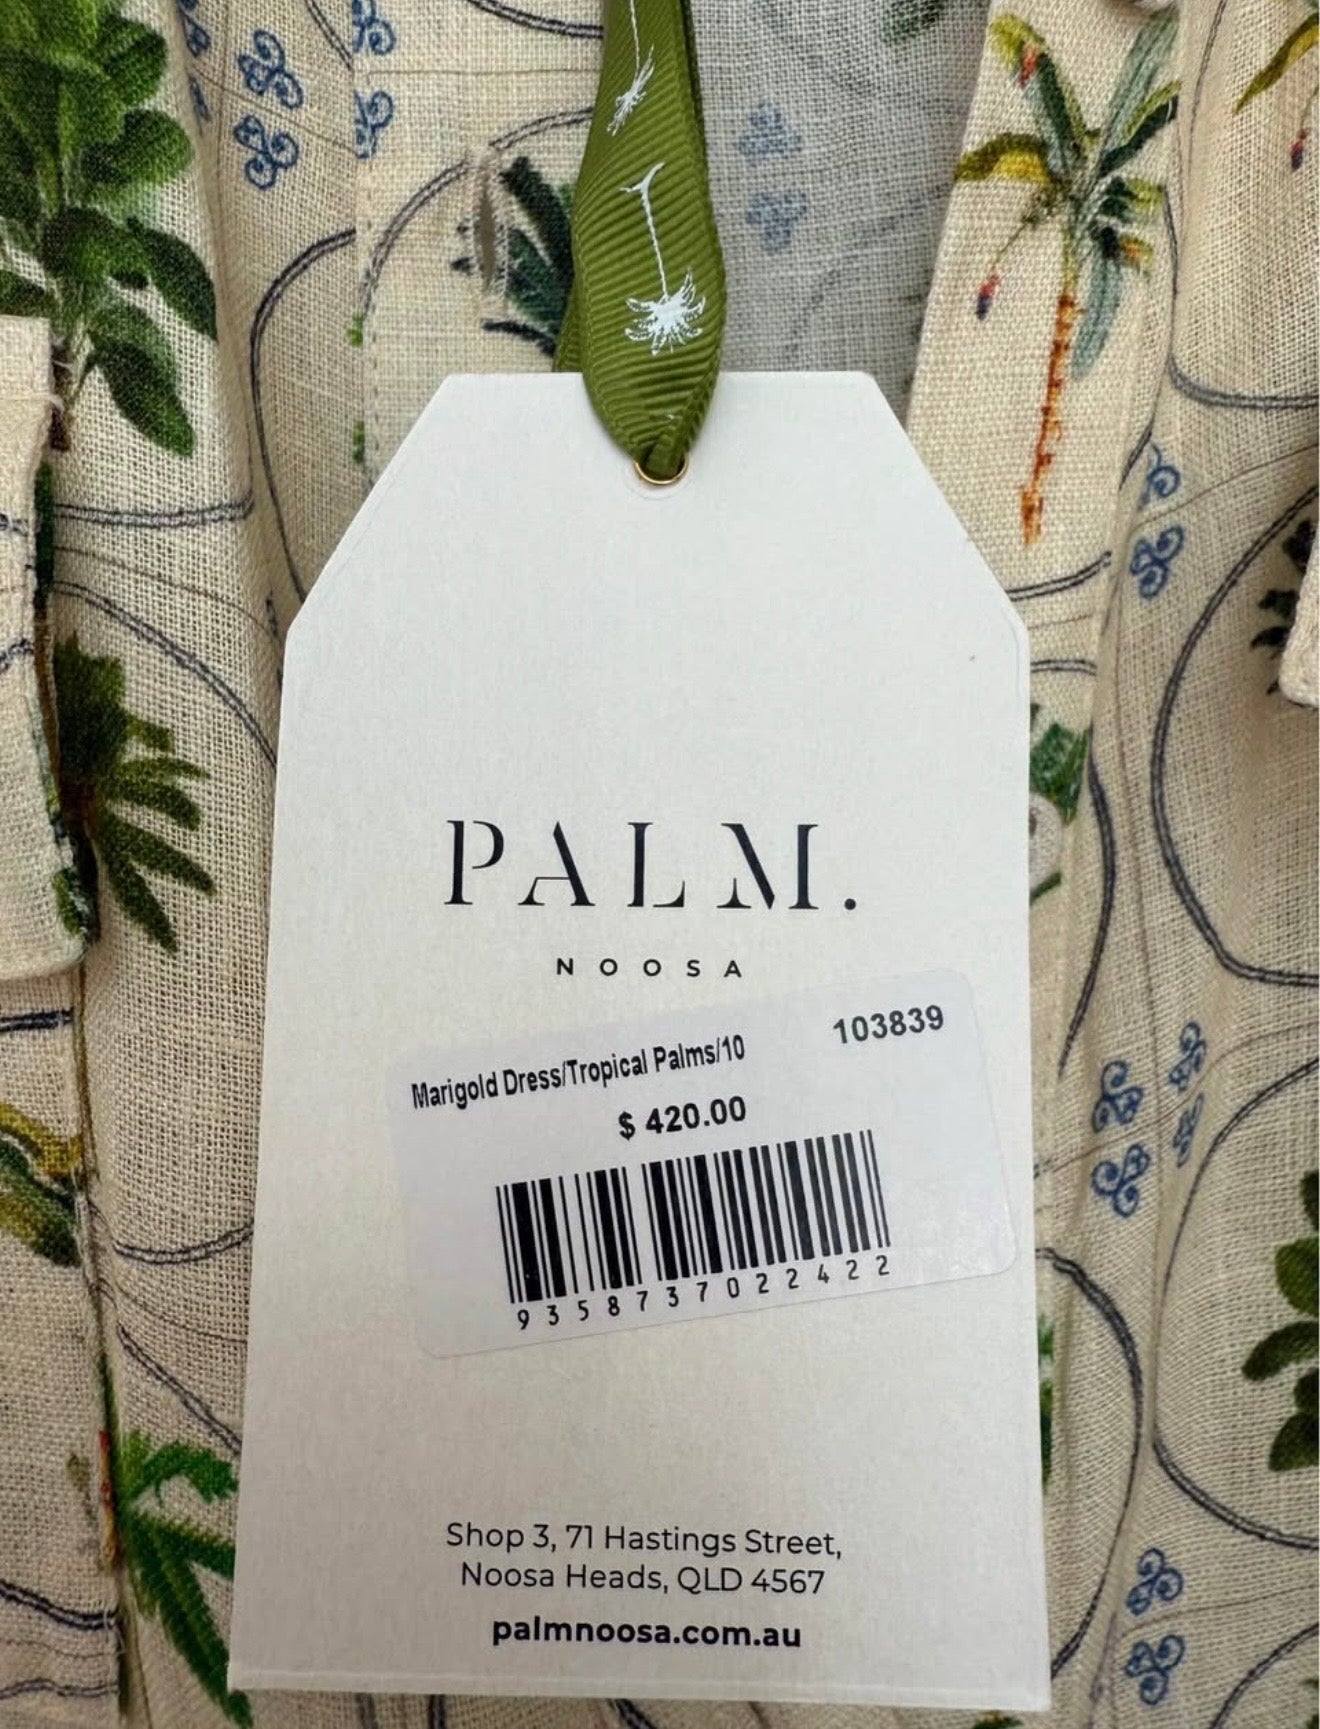 PALM.
NOOSA
103839
Marigold Dress/Tropical Palms/10
$ 420.00
9358737022422
Shop 3, 71 Hastings Street,
Noosa Heads, QLD 4567
palmnoosa.com.au